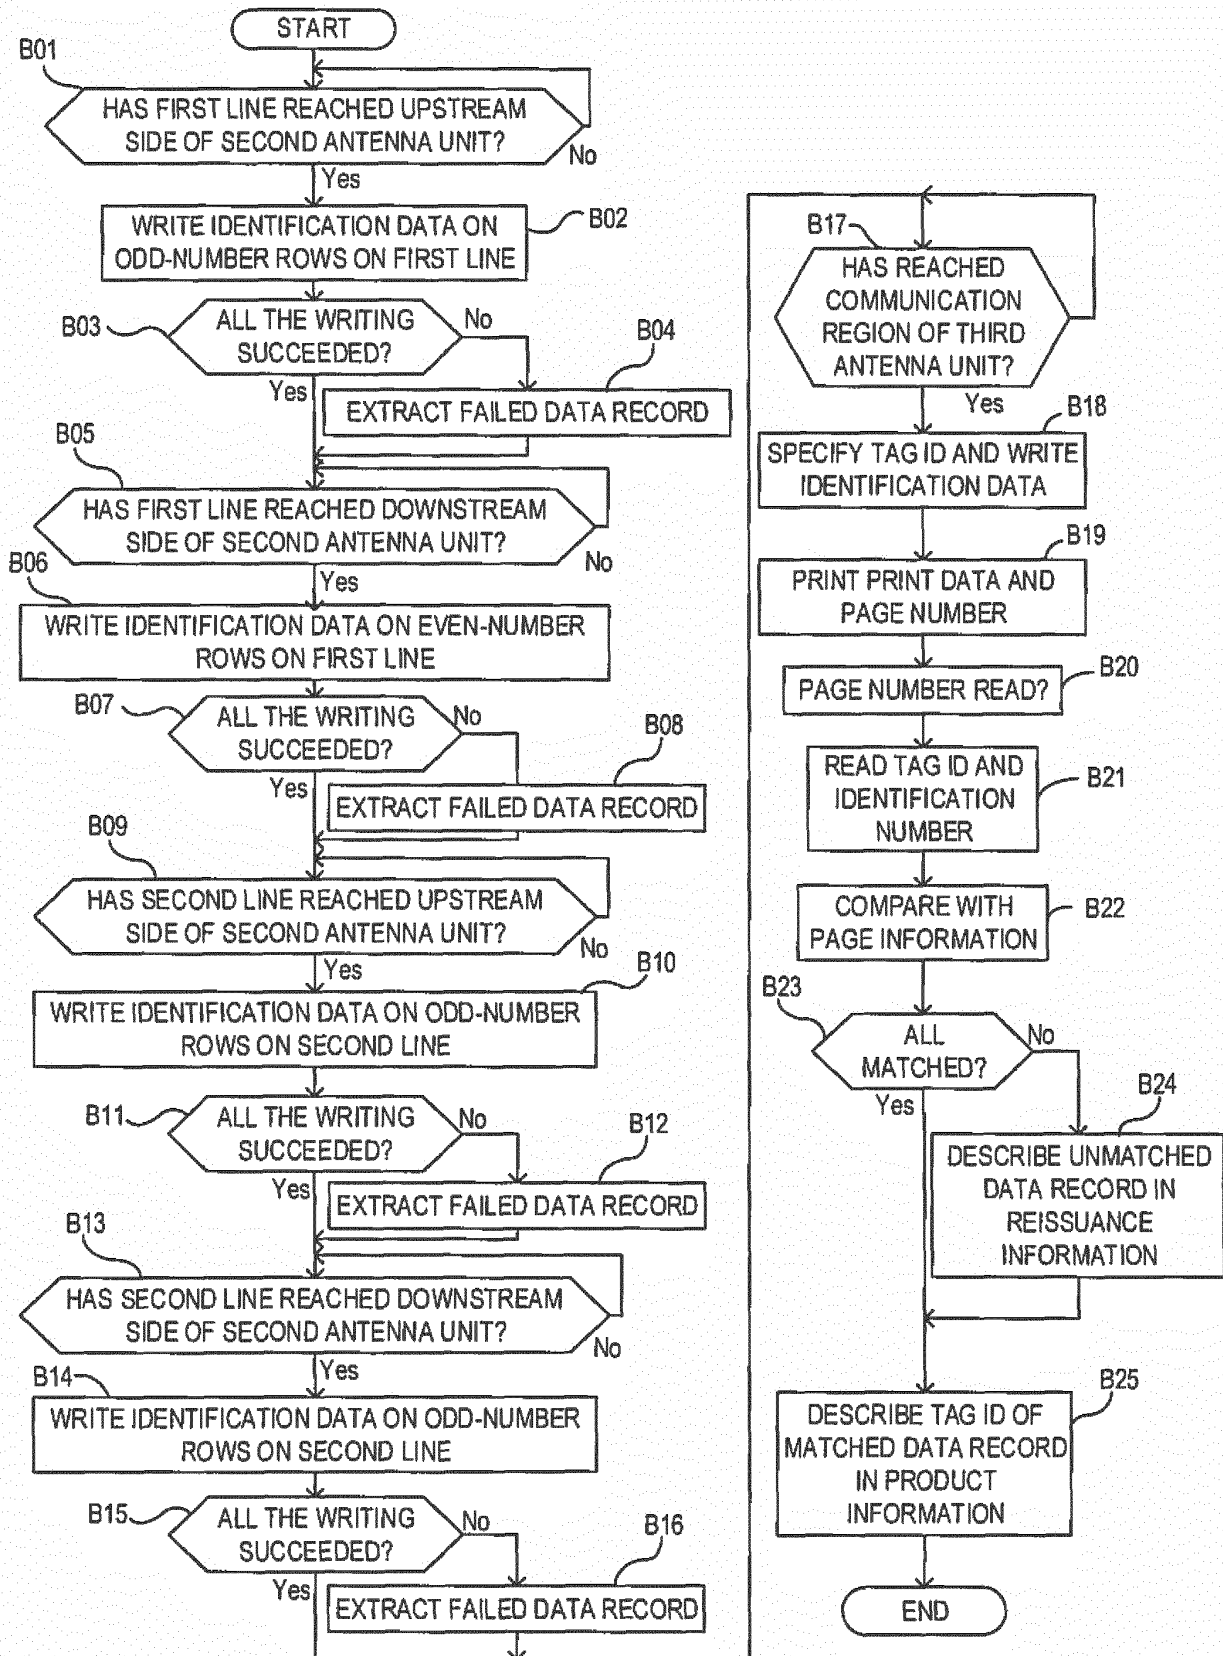 START
B01
HAS FIRST LINE REACHED UPSTREAM
SIDE OF SECOND ANTENNA UNIT?
No
Yes
WRITE IDENTIFICATION DATA ON
ODD-NUMBER ROWS ON FIRST LINE
B02
B03
ALL THE WRITING
SUCCEEDED?
No
Yes
B04
EXTRACT FAILED DATA RECORD
B05
HAS FIRST LINE REACHED DOWNSTREAM
SIDE OF SECOND ANTENNA UNIT?
No
Yes
B06
WRITE IDENTIFICATION DATA ON EVEN-NUMBER
ROWS ON FIRST LINE
B07
ALL THE WRITING
SUCCEEDED?
No
Yes
B08
EXTRACT FAILED DATA RECORD
B09
HAS SECOND LINE REACHED UPSTREAM
SIDE OF SECOND ANTENNA UNIT?
No
Yes
B10
WRITE IDENTIFICATION DATA ON ODD-NUMBER
ROWS ON SECOND LINE
B11
ALL THE WRITING
SUCCEEDED?
No
Yes
B12
EXTRACT FAILED DATA RECORD
B13
HAS SECOND LINE REACHED DOWNSTREAM
SIDE OF SECOND ANTENNA UNIT?
No
Yes
B14
WRITE IDENTIFICATION DATA ON ODD-NUMBER
ROWS ON SECOND LINE
B15
ALL THE WRITING
SUCCEEDED?
No
Yes
B16
EXTRACT FAILED DATA RECORD
B17
HAS REACHED
COMMUNICATION
REGION OF THIRD
ANTENNA UNIT?
Yes
B18
SPECIFY TAG ID AND WRITE
IDENTIFICATION DATA
B19
PRINT PRINT DATA AND
PAGE NUMBER
B20
PAGE NUMBER READ?
READ TAG ID AND
IDENTIFICATION
NUMBER
B21
COMPARE WITH
PAGE INFORMATION
B22
B23
ALL
MATCHED?
No
Yes
B24
DESCRIBE UNMATCHED
DATA RECORD IN
REISSUANCE
INFORMATION
B25
DESCRIBE TAG ID OF
MATCHED DATA RECORD
IN PRODUCT
INFORMATION
END